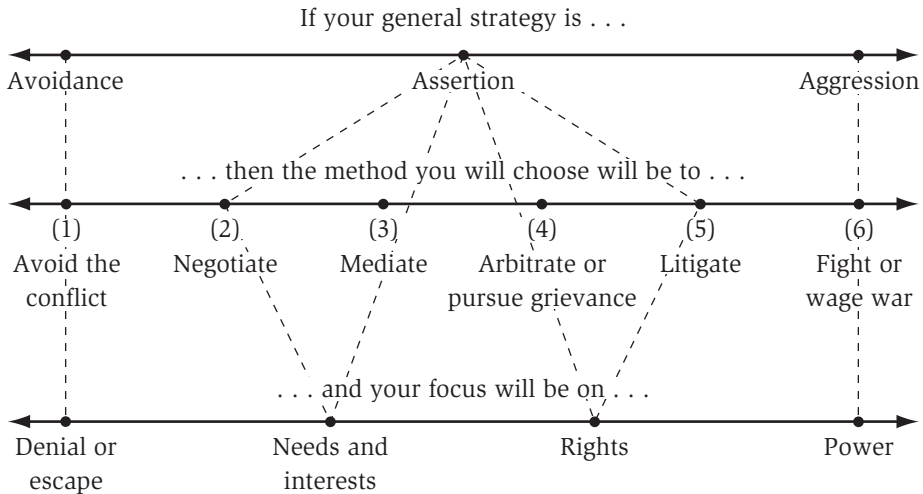 If your general strategy is . . .
Avoidance Assertion Aggression
. . . then the method you will choose will be to . . .
(1) (2) (3) (4) (5) (6)
Avoid the Negotiate Mediate Arbitrate or Litigate Fight or
conflict pursue grievance wage war
. . . and your focus will be on . . .
Denial or Needs and Rights Power
escape interests